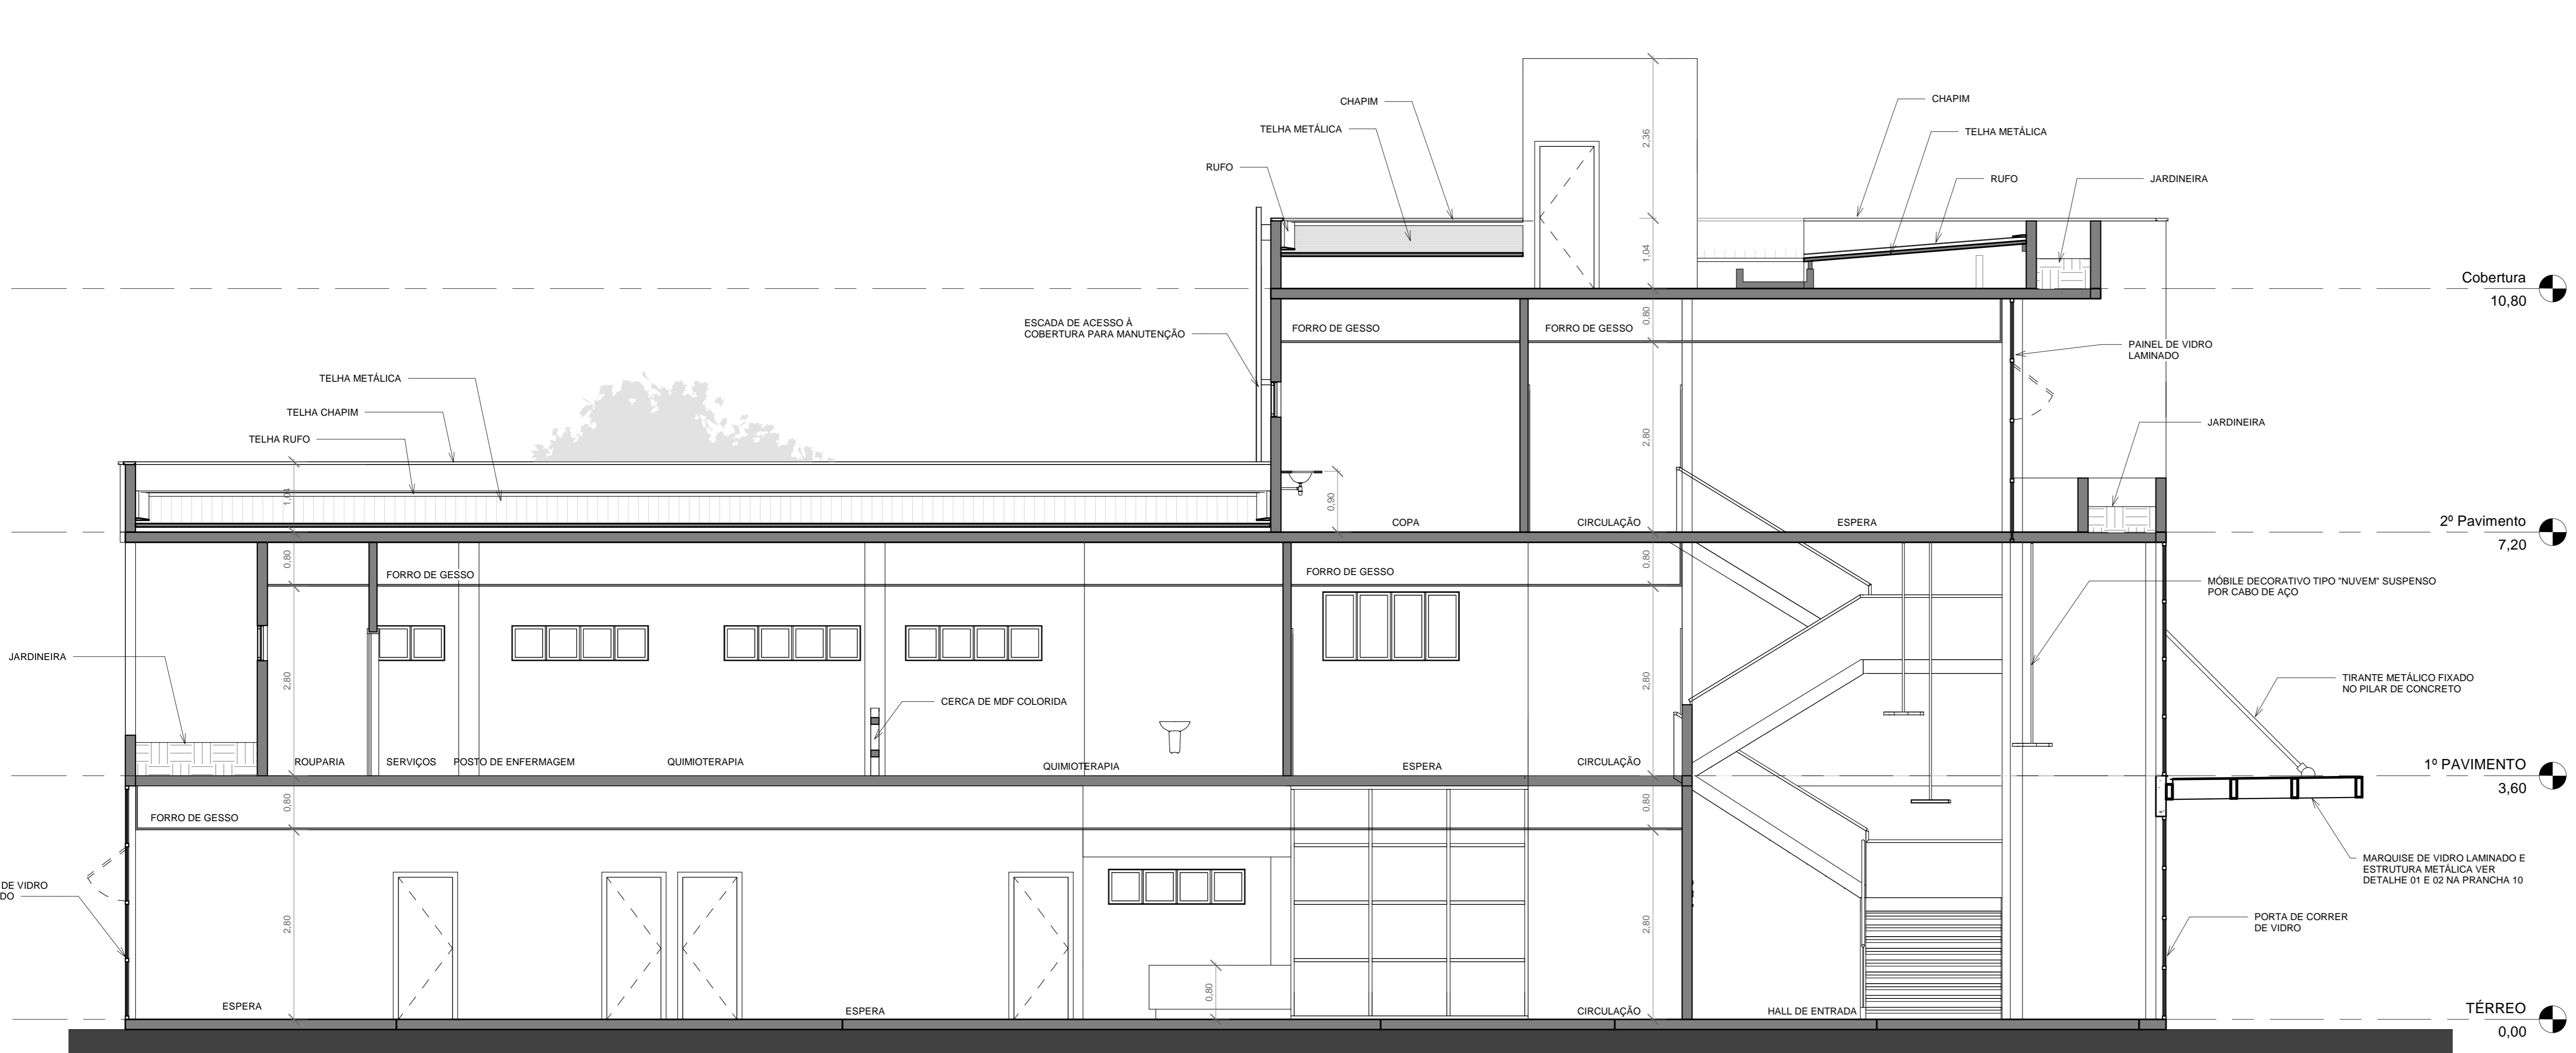 CHAPIM
CHAPIM
TELHA METÁLICA
TELHA METÁLICA
2,36
RUFO
RUFO
JARDINEIRA
1,04
Cobertura
10,80
ESCADA DE ACESSO À
COBERTURA PARA MANUTENÇÃO
FORRO DE GESSO
FORRO DE GESSO
0,80
PAINEL DE VIDRO
LAMINADO
TELHA METÁLICA
TELHA CHAPIM
TELHA RUFO
2,80
JARDINEIRA
1,04
0,90
COPA
CIRCULAÇÃO
ESPERA
2º Pavimento
7,20
0,80
FORRO DE GESSO
FORRO DE GESSO
0,80
MÓBILE DECORATIVO TIPO "NUVEM" SUSPENSO
POR CABO DE AÇO
JARDINEIRA
2,80
2,80
TIRANTE METÁLICO FIXADO
NO PILAR DE CONCRETO
CERCA DE MDF COLORIDA
ROUPARIA
SERVIÇOS
POSTO DE ENFERMAGEM
QUIMIOTERAPIA
QUIMIOTERAPIA
ESPERA
CIRCULAÇÃO
1º PAVIMENTO
3,60
0,80
FORRO DE GESSO
0,80
MARQUISE DE VIDRO LAMINADO E
ESTRUTURA METÁLICA VER
DETALHE 01 E 02 NA PRANCHA 10
DE VIDRO
DO
2,80
2,80
PORTA DE CORRER
DE VIDRO
0,80
ESPERA
ESPERA
CIRCULAÇÃO
HALL DE ENTRADA
TÉRREO
0,00